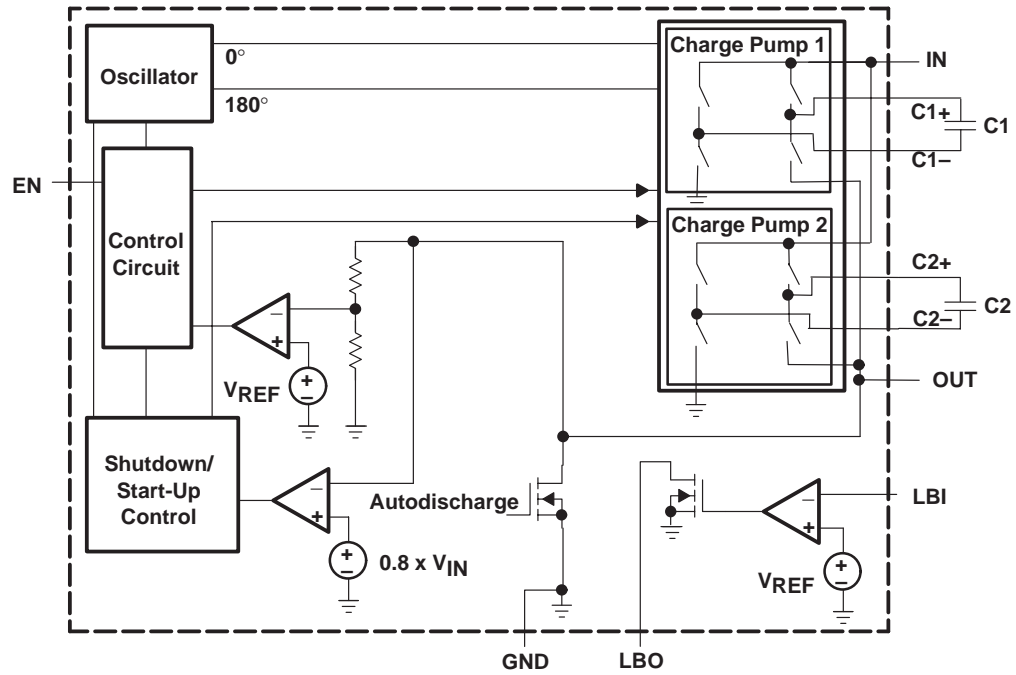 Oscillator
0°
180°
Charge Pump 1
IN
C1+
C1
C1–
EN
Control
Circuit
Charge Pump 2
C2+
C2
C2–
–
+
+
–
VREF
OUT
Shutdown/
Start-Up
Control
–
+
Autodischarge
–
+
LBI
+
–
0.8 x VIN
VREF
+
–
GND
LBO